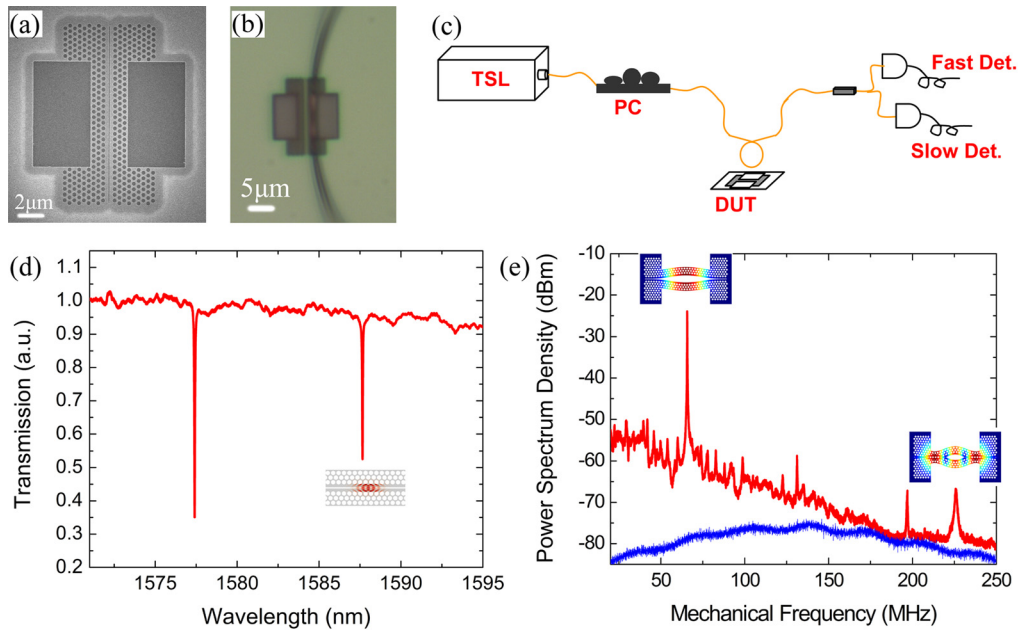 (a)
2μm
(b)
5μm
(c)
TSL
PC
DUT
Fast Det.
Slow Det.
(d)
1.1
1.0
0.9
0.8
0.7
0.6
0.5
0.4
0.3
0.2
Transmission (a.u.)
1575 1580 1585 1590 1595
Wavelength (nm)
(e)
-10
-20
-30
-40
-50
-60
-70
-80
Power Spectrum Density (dBm)
50 100 150 200 250
Mechanical Frequency (MHz)